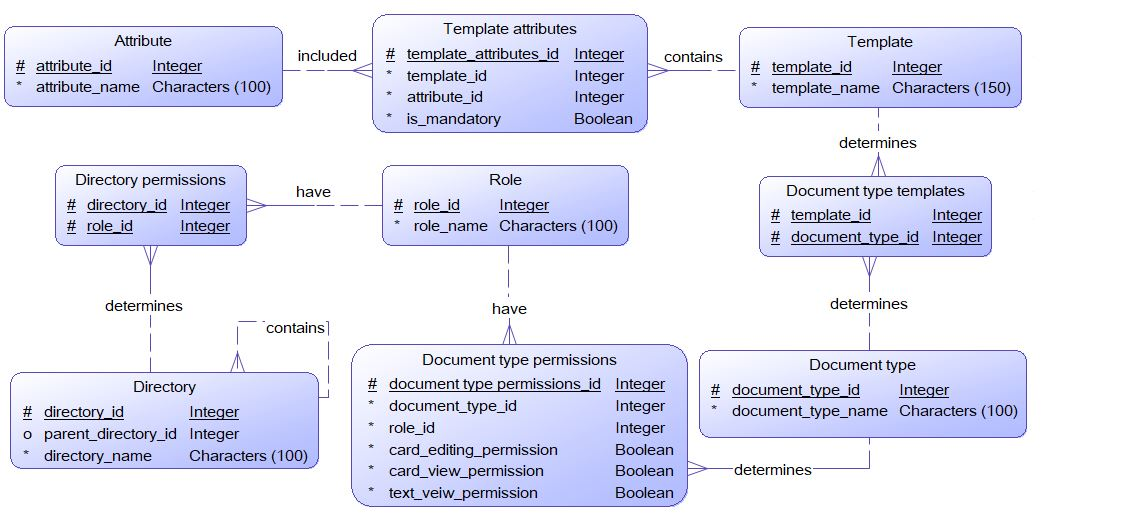 Attribute
# attribute_id Integer
* attribute_name Characters (100)
included
Template attributes
# template_attributes_id Integer
* template_id Integer
* attribute_id Integer
* is_mandatory Boolean
contains
Template
# template_id Integer
* template_name Characters (150)
determines
Directory permissions
# directory_id Integer
# role_id Integer
have
Role
# role_id Integer
* role_name Characters (100)
Document type templates
# template_id Integer
# document_type_id Integer
determines
have
determines
contains
Directory
# directory_id Integer
o parent_directory_id Integer
* directory_name Characters (100)
Document type permissions
# document type permissions_id Integer
* document_type_id Integer
* role_id Integer
* card_editing_permission Boolean
* card_view_permission Boolean
* text_veiw_permission Boolean
Document type
# document_type_id Integer
* document_type_name Characters (100)
determines